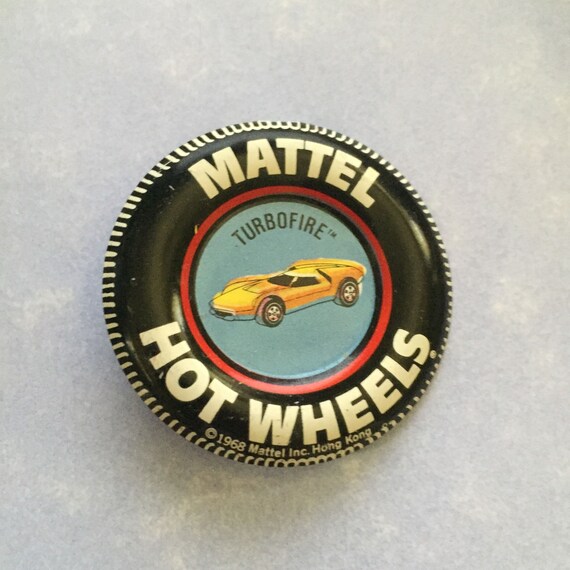 MATTEL
TURBOFIRE™
HOT WHEELS®
©1968 Mattel Inc. Hong Kong